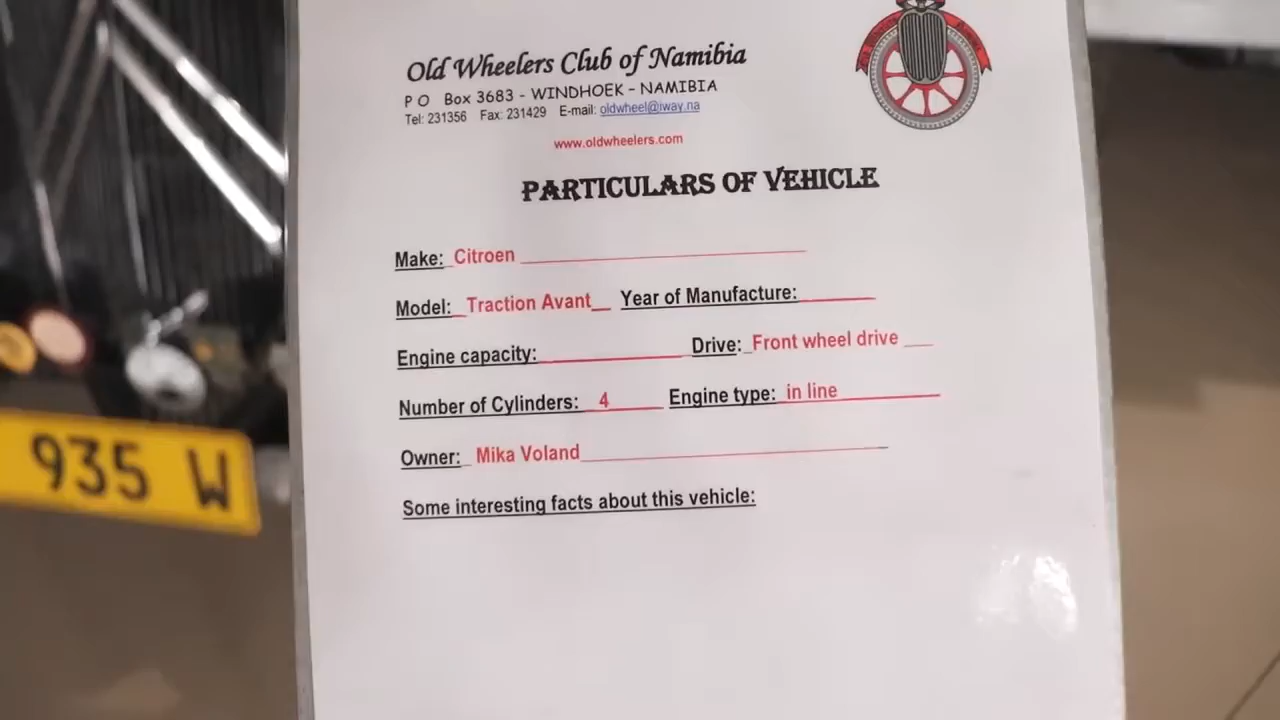 Old Wheelers Club of Namibia
P O Box 3683 - WINDHOEK - NAMIBIA
Tel: 231356 Fax: 231429 E-mail: oldwheel@iway.na
www.oldwheelers.com
PARTICULARS OF VEHICLE
Make: Citroen
Model: Traction Avant Year of Manufacture:
Engine capacity: Drive: Front wheel drive
Number of Cylinders: 4 Engine type: in line
Owner: Mika Voland
Some interesting facts about this vehicle:
935 W